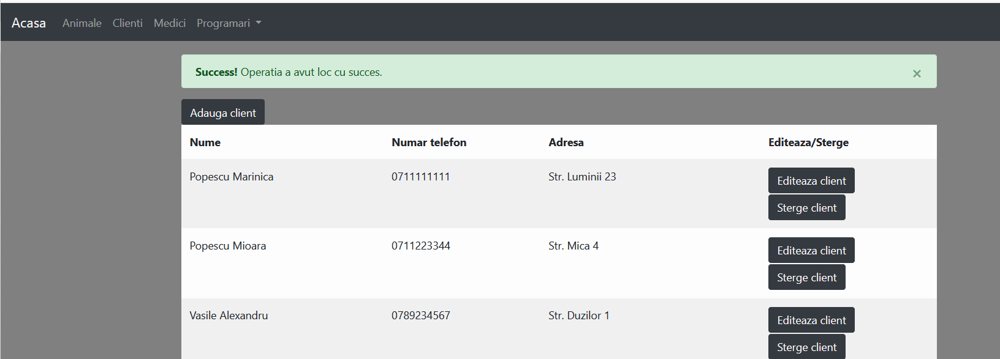 Acasa Animale Clienti Medici Programari
Success! Operatia a avut loc cu succes. ×
Adauga client
Nume Numar telefon Adresa Editeaza/Sterge
Popescu Marinica 0711111111 Str. Luminii 23 Editeaza client
Sterge client
Popescu Mioara 0711223344 Str. Mica 4 Editeaza client
Sterge client
Vasile Alexandru 0789234567 Str. Duzilor 1 Editeaza client
Sterge client